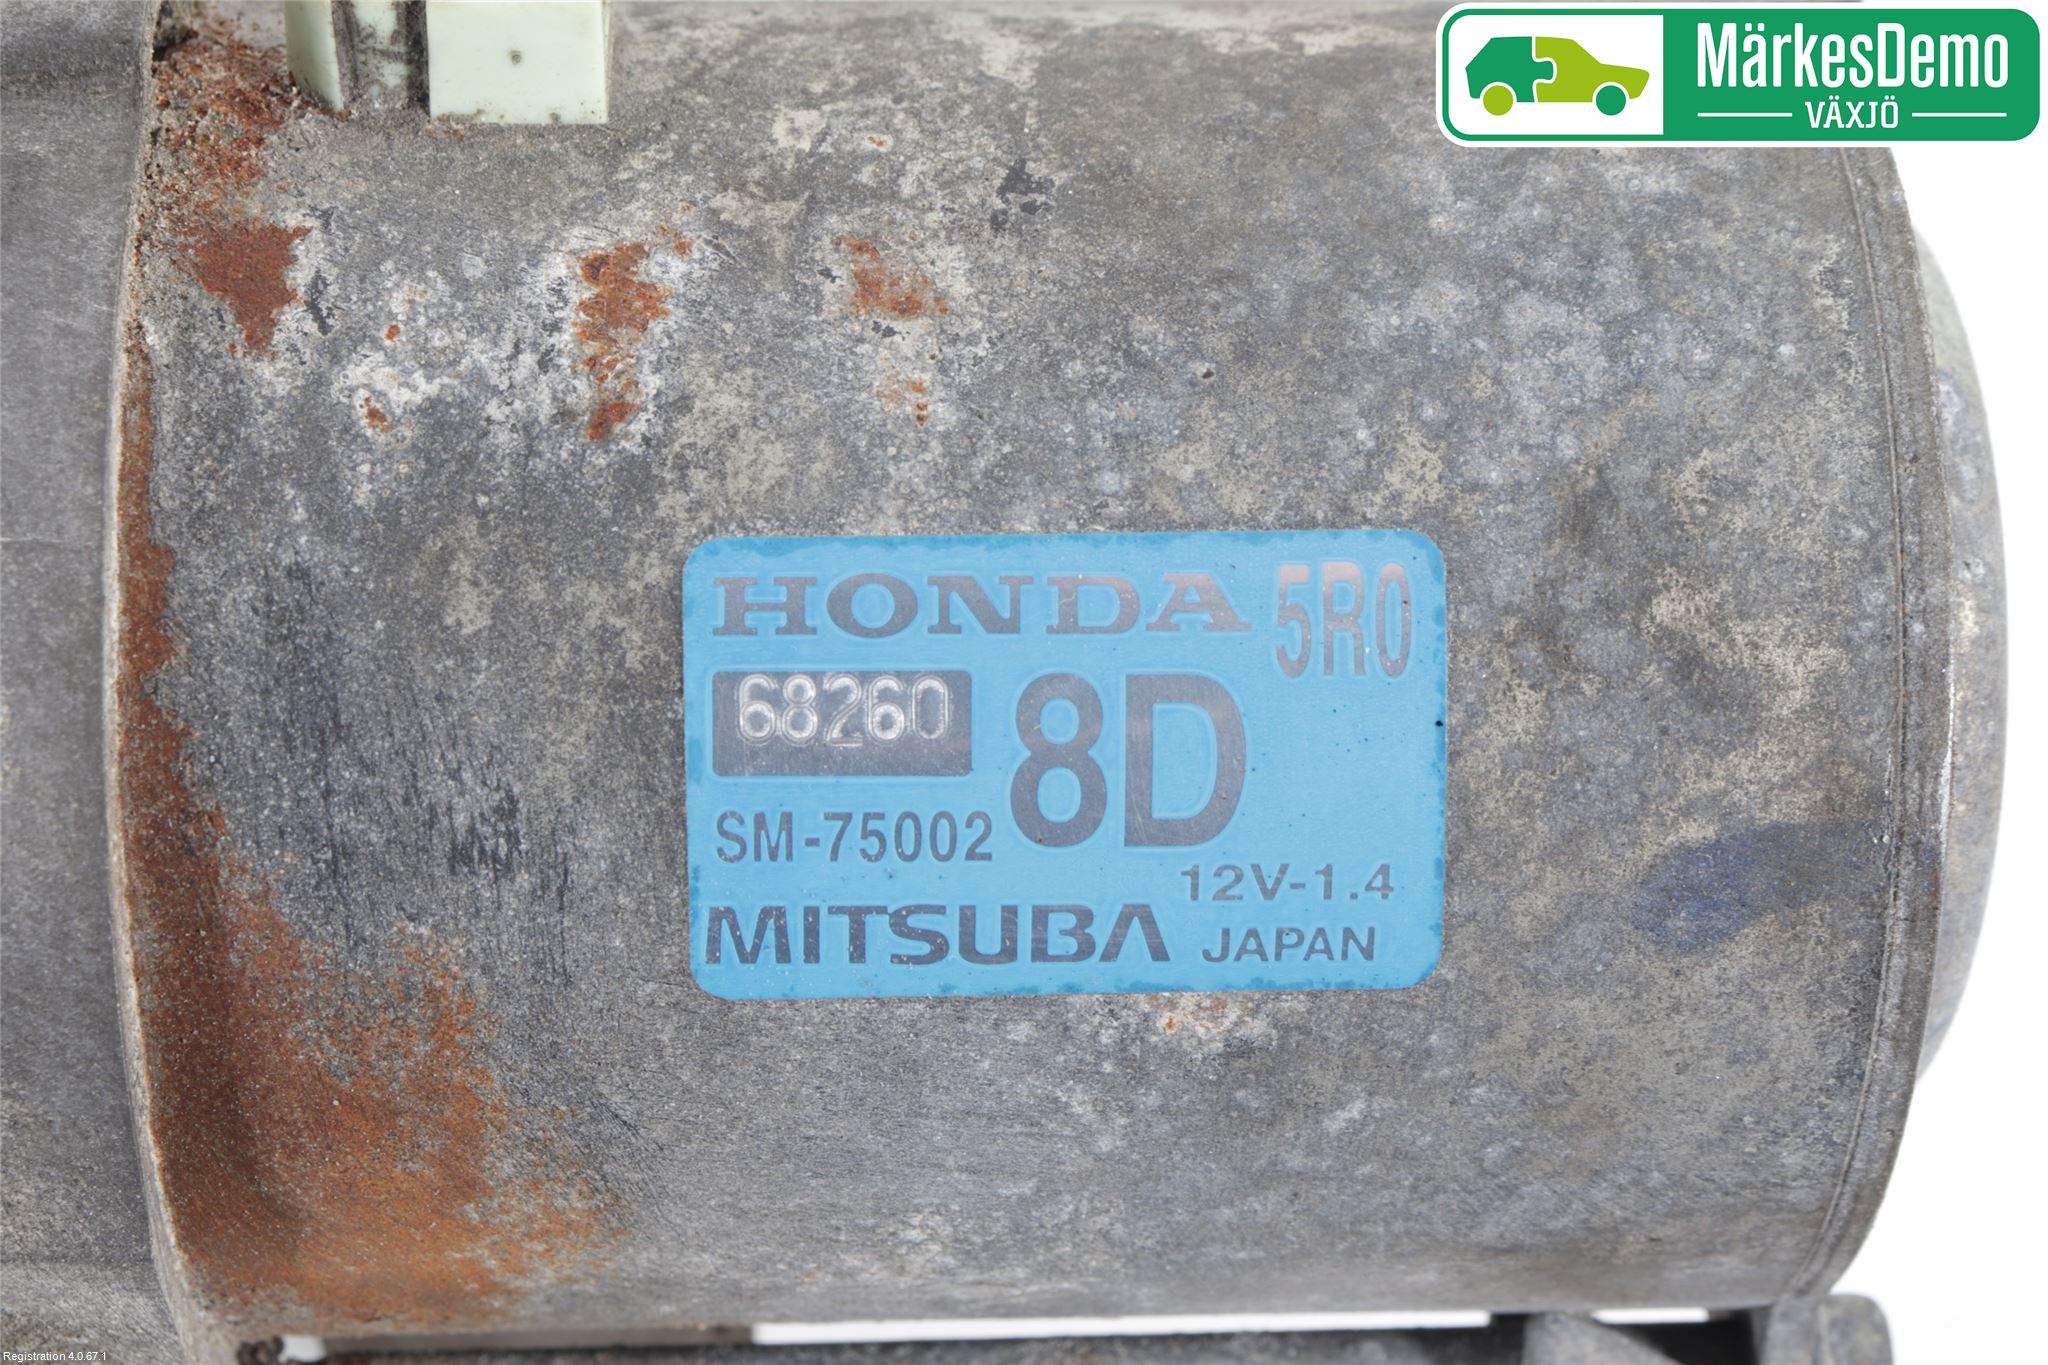 MärkesDemo
VÄXJÖ
HONDA 5R0
68260 8D
SM-75002
12V-1.4
MITSUBA JAPAN
Registration 4.0.67.1